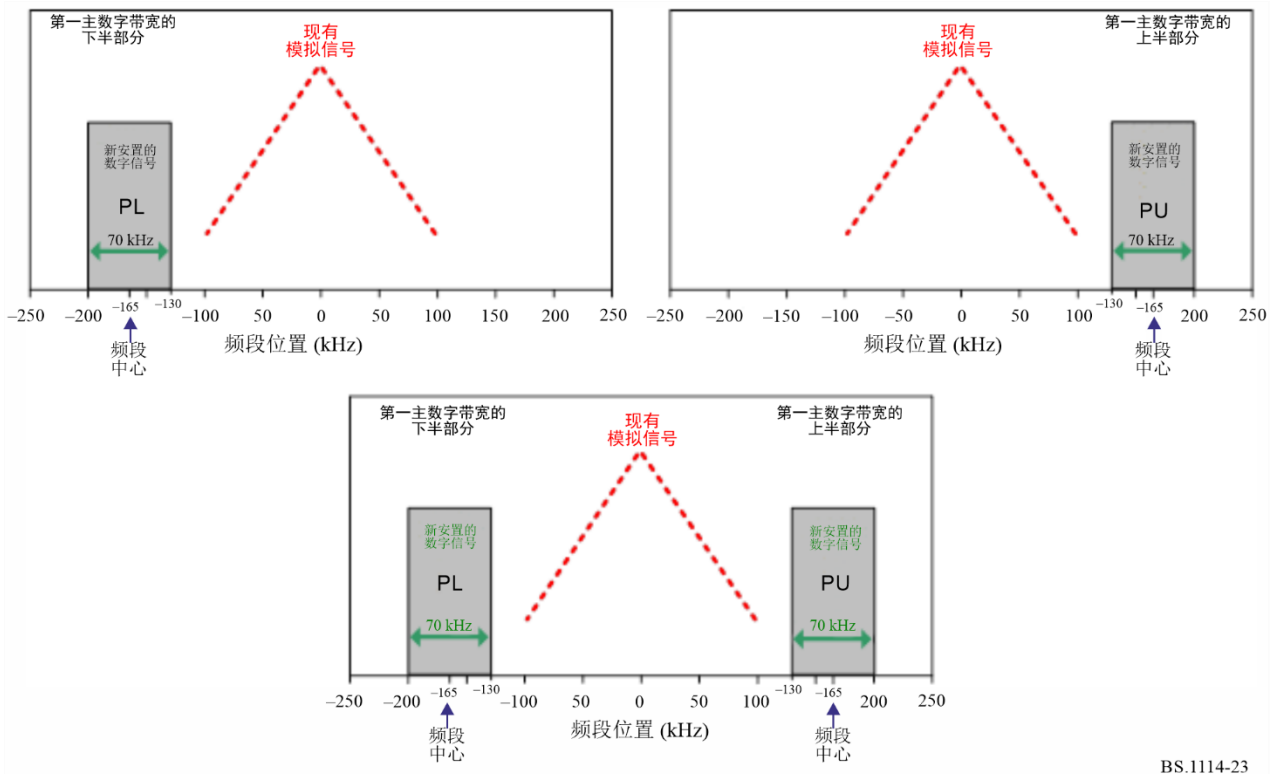 第一主数字带宽的
下半部分
现有
模拟信号
新安置的
数字信号
PL
70 kHz
–165
–130
–250 –200 –100 –50 0 50 100 150 200 250
频段位置 (kHz)
频段
中心
第一主数字带宽的
上半部分
现有
模拟信号
新安置的
数字信号
PU
70 kHz
–130
–165
–250 –200 –150 –100 –50 0 50 100 200 250
频段位置 (kHz)
频段
中心
第一主数字带宽的
下半部分
现有
模拟信号
第一主数字带宽的
上半部分
新安置的
数字信号
新安置的
数字信号
PL
PU
70 kHz
70 kHz
–165
–130
–130
–165
–250 –200 –100 50 0 50 100 200 250
频段位置 (kHz)
频段
中心
频段
中心
BS.1114-23